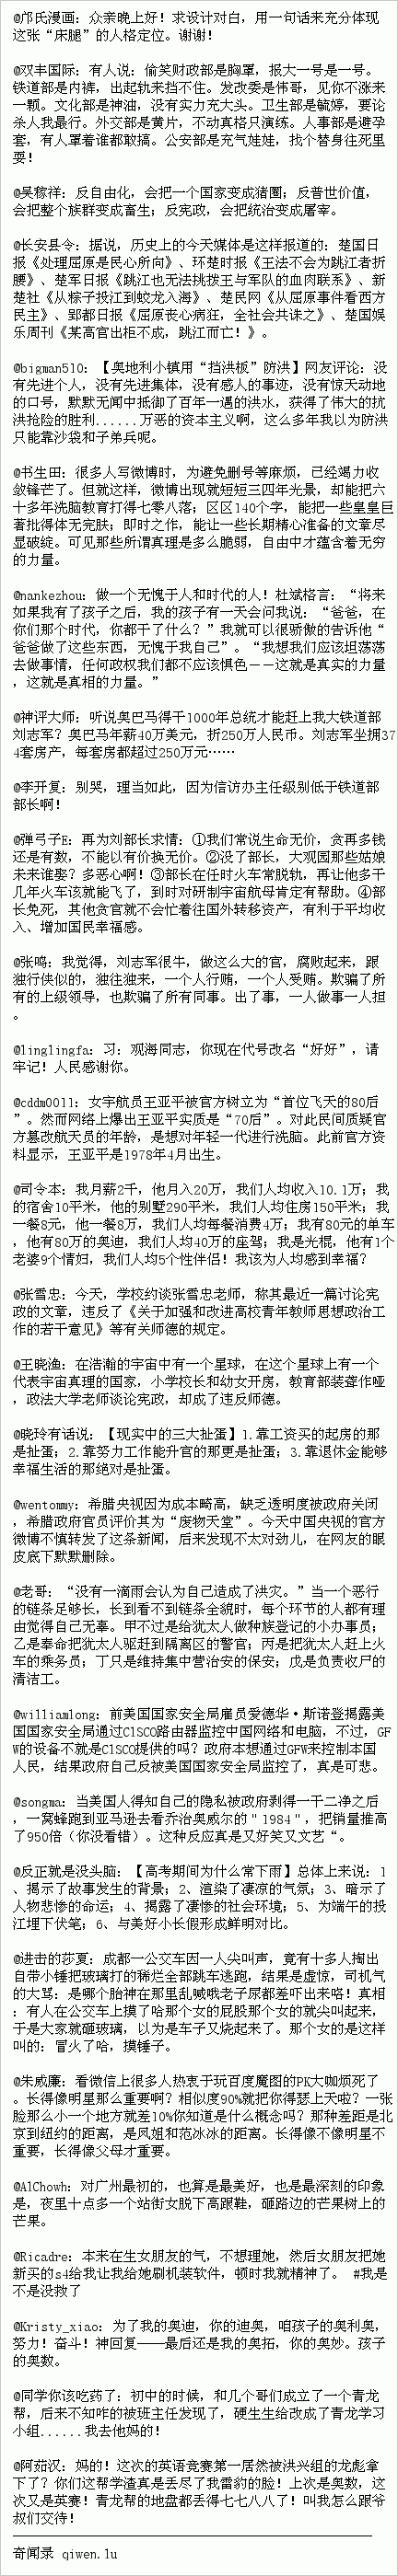 @邝氏漫画：众亲晚上好！求设计对白，用一句话来充分体现
这张“床腿”的人格定位。谢谢！
@双丰国际：有人说：偷笑财政部是胸罩，报大一号是一号。
铁道部是内裤，出起轨来挡不住。发改委是伟哥，见你不涨来
一颗。文化部是神油，没有实力充大头。卫生部是毓婷，要论
杀人我最行。外交部是黄片，不动真格只演练。人事部是避孕
套，有人罩着谁都敢搞。公安部是充气娃娃，找个替身往死里
耍！
@吴稼祥：反自由化，会把一个国家变成猪圈；反普世价值，
会把整个族群变成畜生；反宪政，会把统治变成屠宰。
@长安县令：据说，历史上的今天媒体是这样报道的：楚国日
报《处理屈原是民心所向》、环楚时报《王法不会为跳江者折
腰》、楚军日报《跳江也无法挑拨王与军队的血肉联系》、新
楚社《从粽子投江到蛟龙入海》、楚民网《从屈原事件看西方
民主》、郢都日报《屈原丧心病狂，全社会共诛之》、楚国娱
乐周刊《某高官出柜不成，跳江而亡！》。
@bigman510：【奥地利小镇用“挡洪板”防洪】网友评论：没
有先进个人，没有先进集体，没有感人的事迹，没有惊天动地
的口号，默默无闻中抵御了百年一遇的洪水，获得了伟大的抗
洪抢险的胜利......万恶的资本主义啊，这么多年我以为防洪
只能靠沙袋和子弟兵呢。
@书生田：很多人写微博时，为避免删号等麻烦，已经竭力收
敛锋芒了。但就这样，微博出现就短短三四年光景，却能把六
十多年洗脑教育打得七零八落；区区140个字，能把一些皇皇巨
著批得体无完肤；即时之作，能让一些长期精心准备的文章尽
显破绽。可见那些所谓真理是多么脆弱，自由中才蕴含着无穷
的力量。
@nankezhou：做一个无愧于人和时代的人！杜斌格言：“将来
如果我有了孩子之后，我的孩子有一天会问我说：“爸爸，在
你们那个时代，你都干了什么？”我就可以很骄傲的告诉他“
爸爸做了这些东西，无愧于我自己”。“我想我们应该坦荡荡
去做事情，任何政权我们都不应该惧色－－这就是真实的力量
，这就是真相的力量。”
@神评大师：听说奥巴马得干1000年总统才能赶上我大铁道部
刘志军？奥巴马年薪40万美元，折250万人民币。刘志军坐拥37
4套房产，每套房都超过250万元……
@李开复：别哭，理当如此，因为信访办主任级别低于铁道部
部长啊！
@弹弓子E：再为刘部长求情：①我们常说生命无价，贪再多钱
还是有数，不能以有价换无价。②没了部长，大观园那些姑娘
未来谁娶？多恶心啊！③部长在任时火车常脱轨，再让他多干
几年火车该就能飞了，到时对研制宇宙航母肯定有帮助。④部
长免死，其他贪官就不会忙着往国外转移资产，有利于平均收
入、增加国民幸福感。
@张鸣：我觉得，刘志军很牛，做这么大的官，腐败起来，跟
独行侠似的，独往独来，一个人行贿，一个人受贿。欺骗了所
有的上级领导，也欺骗了所有同事。出了事，一人做事一人担
。
@linglingfa：习：观海同志，你现在代号改名“好好”，请
牢记！人民感谢你。
@cddm0011：女宇航员王亚平被官方树立为“首位飞天的80后
”。然而网络上爆出王亚平实质是“70后”。对此民间质疑官
方篡改航天员的年龄，是想对年轻一代进行洗脑。此前官方资
料显示，王亚平是1978年4月出生。
@司令本：我月薪2千，他月入20万，我们人均收入10.1万；我
的宿舍10平米，他的别墅290平米，我们人均住房150平米；我
一餐8元，他一餐8万，我们人均每餐消费4万；我有80元的单车
，他有80万的奥迪，我们人均40万的座驾；我是光棍，他有1个
老婆9个情妇，我们人均5个性伴侣！我该为人均感到幸福？
@张雪忠：今天，学校约谈张雪忠老师，称其最近一篇讨论宪
政的文章，违反了《关于加强和改进高校青年教师思想政治工
作的若干意见》等有关师德的规定。
@王晓渔：在浩瀚的宇宙中有一个星球，在这个星球上有一个
代表宇宙真理的国家，小学校长和幼女开房，教育部装聋作哑
，政法大学老师谈论宪政，却成了违反师德。
@晓玲有话说：【现实中的三大扯蛋】1.靠工资买的起房的那
是扯蛋；2.靠努力工作能升官的那更是扯蛋；3.靠退休金能够
幸福生活的那绝对是扯蛋。
@wentommy：希腊央视因为成本畸高，缺乏透明度被政府关闭
，希腊政府官员评价其为“废物天堂”。今天中国央视的官方
微博不慎转发了这条新闻，后来发现不太对劲儿，在网友的眼
皮底下默默删除。
@老哥：“没有一滴雨会认为自己造成了洪灾。”当一个恶行
的链条足够长，长到看不到链条全貌时，每个环节的人都有理
由觉得自己无辜。甲不过是给犹太人做种族登记的小办事员；
乙是奉命把犹太人驱赶到隔离区的警官；丙是把犹太人赶上火
车的乘务员；丁只是维持集中营治安的保安；戊是负责收尸的
清洁工。
@williamlong：前美国国家安全局雇员爱德华·斯诺登揭露美
国国家安全局通过CISCO路由器监控中国网络和电脑，不过，GF
W的设备不就是CISCO提供的吗？政府本想通过GFW来控制本国
人民，结果政府自己反被美国国家安全局监控了，真是可悲。
@songma：当美国人得知自己的隐私被政府剥得一干二净之后
，一窝蜂跑到亚马逊去看乔治奥威尔的＂1984＂，把销量推高
了950倍（你没看错）。这种反应真是又好笑又文艺“。
@反正就是没头脑：【高考期间为什么常下雨】总体上来说：1
、揭示了故事发生的背景；2、渲染了凄凉的气氛；3、暗示了
人物悲惨的命运；4、揭露了凄惨的社会环境；5、为端午的投
江埋下伏笔；6、与美好小长假形成鲜明对比。
@进击的莎夏：成都一公交车因一人尖叫声，竟有十多人掏出
自带小锤把玻璃打的稀烂全部跳车逃跑，结果是虚惊，司机气
的大骂：是哪个胎神在那里乱喊哦老子尿都差吓出来咯！真相
：有人在公交车上摸了哈那个女的屁股那个女的就尖叫起来，
于是大家就砸玻璃，以为是车子又烧起来了。那个女的是这样
叫的：冒火了哈，摸锤子。
@朱威廉：看微信上很多人热衷于玩百度魔图的PK大咖烦死了
。长得像明星那么重要啊？相似度90%就把你得瑟上天啦？一张
脸那么小一个地方就差10%你知道是什么概念吗？那种差距是北
京到纽约的距离，是凤姐和范冰冰的距离。长得像不像明星不
重要，长得像父母才重要。
@AlChowh：对广州最初的，也算是最美好，也是最深刻的印象
是，夜里十点多一个站街女脱下高跟鞋，砸路边的芒果树上的
芒果。
@Ricadre：本来在生女朋友的气，不想理她，然后女朋友把她
新买的s4给我让我给她刷机装软件，顿时我就精神了。 #我是
不是没救了
@Kristy_xiao：为了我的奥迪，你的迪奥，咱孩子的奥利奥，
努力！奋斗！神回复——最后还是我的奥拓，你的奥妙。孩子
的奥数。
@同学你该吃药了：初中的时候，和几个哥们成立了一个青龙
帮，后来不知咋的被班主任发现了，硬生生给改成了青龙学习
小组......我去他妈的！
@阿茹汉：妈的！这次的英语竞赛第一居然被洪兴组的龙彪拿
下了？你们这帮学渣真是丢尽了我雷豹的脸！上次是奥数，这
次又是英赛！青龙帮的地盘都丢得七七八八了！叫我怎么跟爷
叔们交待！
奇闻录 qiwen.lu